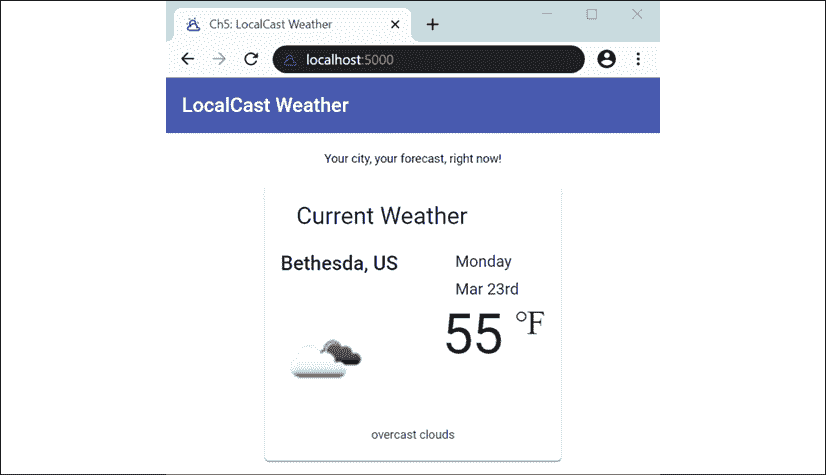 Ch5: LocalCast Weather
localhost:5000
LocalCast Weather
Your city, your forecast, right now!
Current Weather
Bethesda, US
Monday
Mar 23rd
55 °F
overcast clouds